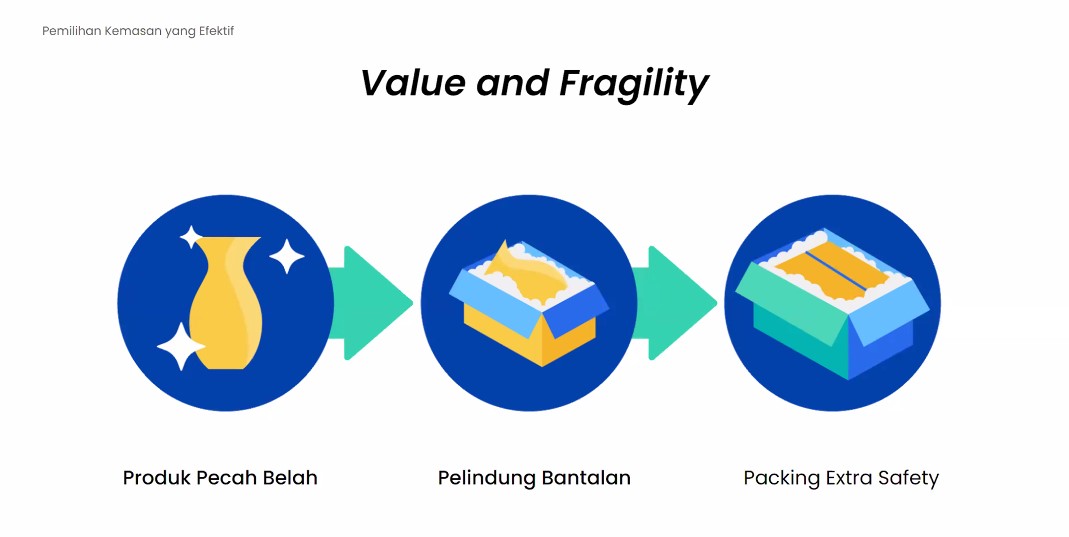 Pemilihan Kemasan yang Efektif
Value and Fragility
Produk Pecah Belah
Pelindung Bantalan
Packing Extra Safety